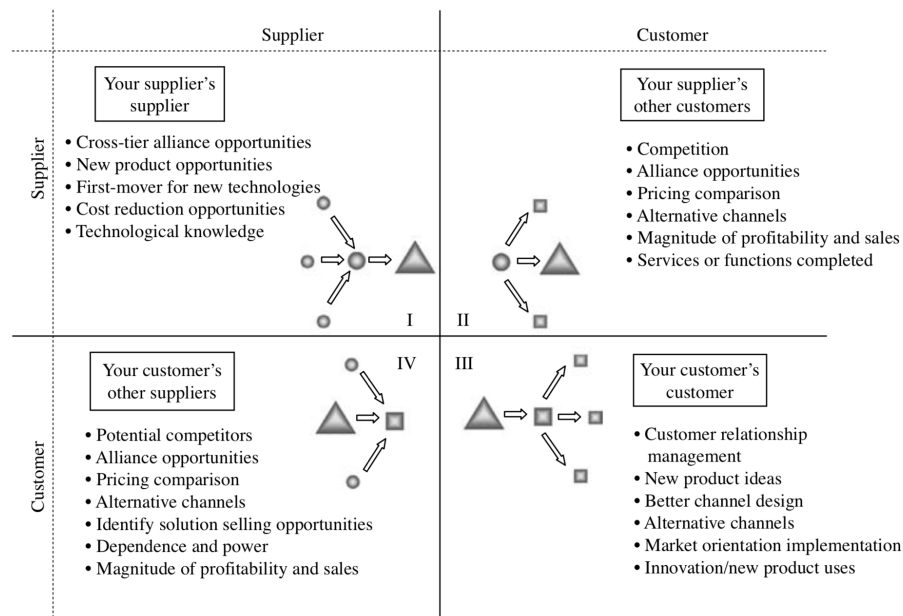 Supplier
Customer
Supplier
Your supplier's
supplier
• Cross-tier alliance opportunities
• New product opportunities
• First-mover for new technologies
• Cost reduction opportunities
• Technological knowledge
I
Your supplier's
other customers
• Competition
• Alliance opportunities
• Pricing comparison
• Alternative channels
• Magnitude of profitability and sales
• Services or functions completed
II
Customer
Your customer's
other suppliers
• Potential competitors
• Alliance opportunities
• Pricing comparison
• Alternative channels
• Identify solution selling opportunities
• Dependence and power
• Magnitude of profitability and sales
IV
III
Your customer's
customer
• Customer relationship
management
• New product ideas
• Better channel design
• Alternative channels
• Market orientation implementation
• Innovation/new product uses